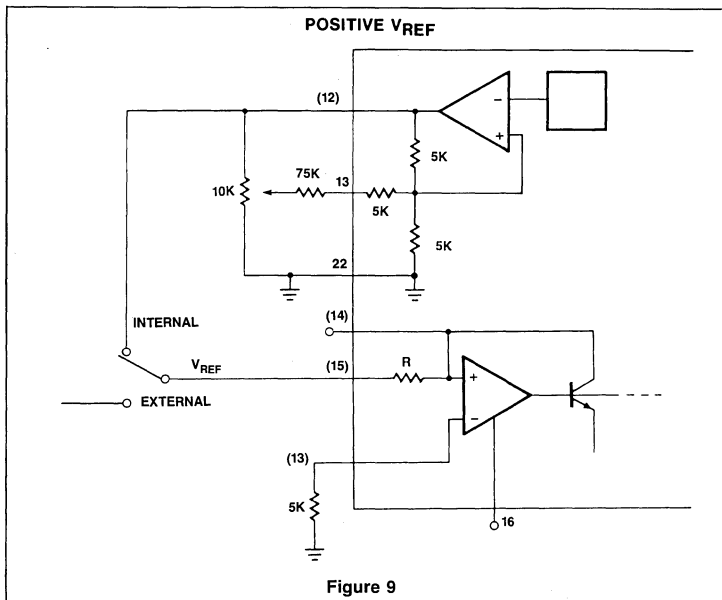 POSITIVE VREF
(12)
5K
75K
13
10K
5K
5K
22
(14)
INTERNAL
VREF
(15)
R
EXTERNAL
(13)
5K
16
Figure 9
- 
+
+
-